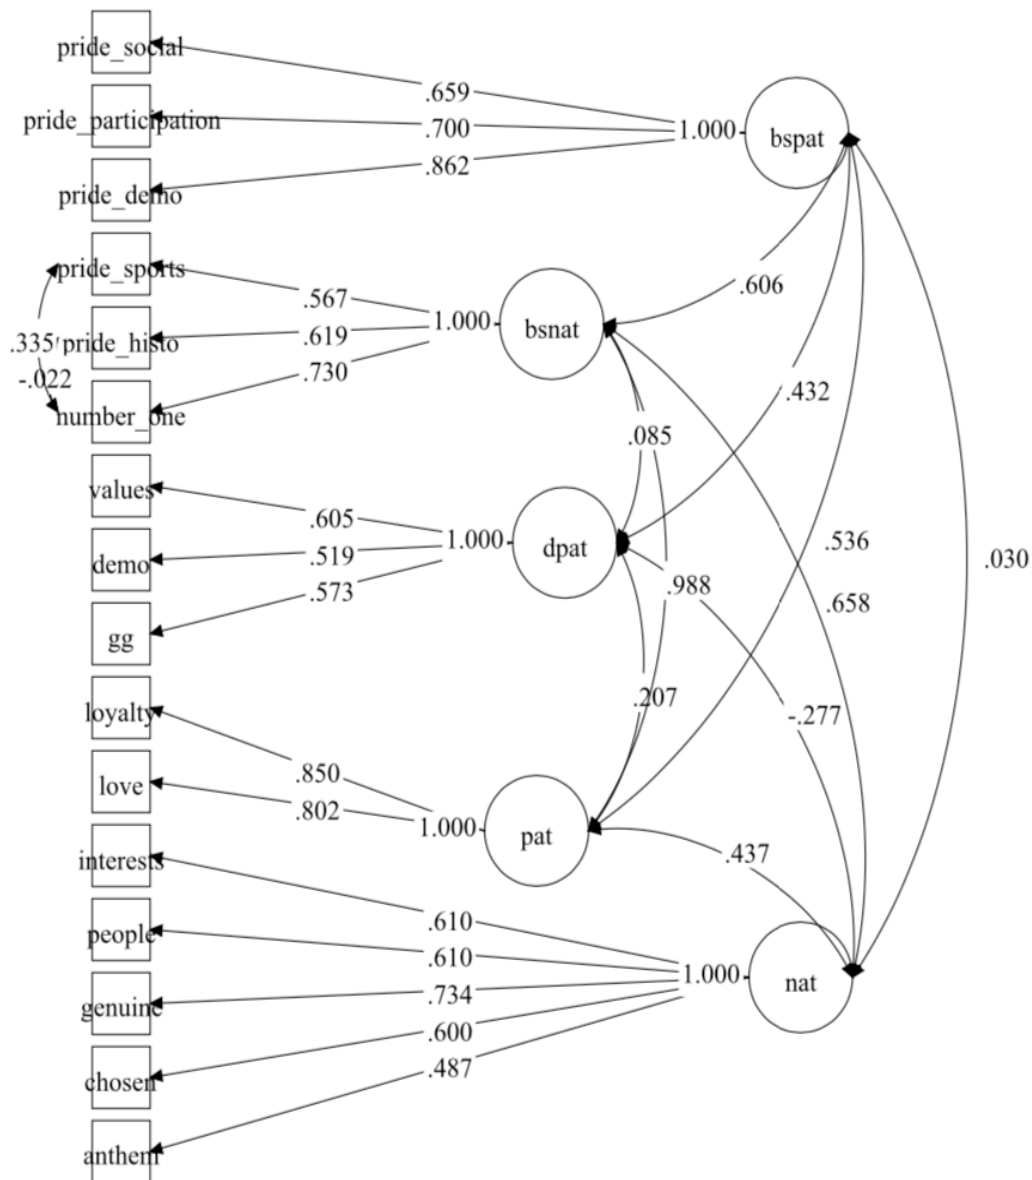 pride_social
.659
pride_participation
.700
1.000
bspat
.862
pride_demo
pride_sports
.567
.606
.335
pride_histo
.619
1.000
bsnat
-.022
.730
number_one
.432
.085
values
.605
demo
.519
1.000
dpat
.536
.030
.573
.988
.658
gg
loyalty
.207
-.277
.850
love
.802
1.000
pat
interests
.437
.610
people
.610
1.000
nat
genuine
.734
.600
chosen
.487
anthem